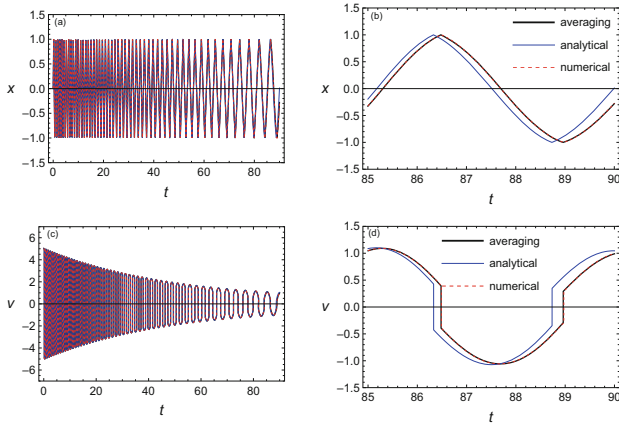 (a)
1.5
1.0
0.5
x
0.0
−0.5
−1.0
−1.5
0 20 40 60 80
t
(b)
1.5
averaging
1.0
analytical
0.5
numerical
x
0.0
−0.5
−1.0
−1.5
85 86 87 88 89 90
t
(c)
6
4
2
v
0
−2
−4
−6
0 20 40 60 80
t
(d)
1.5
1.0
averaging
0.5
analytical
numerical
v
0.0
−0.5
−1.0
−1.5
85 86 87 88 89 90
t